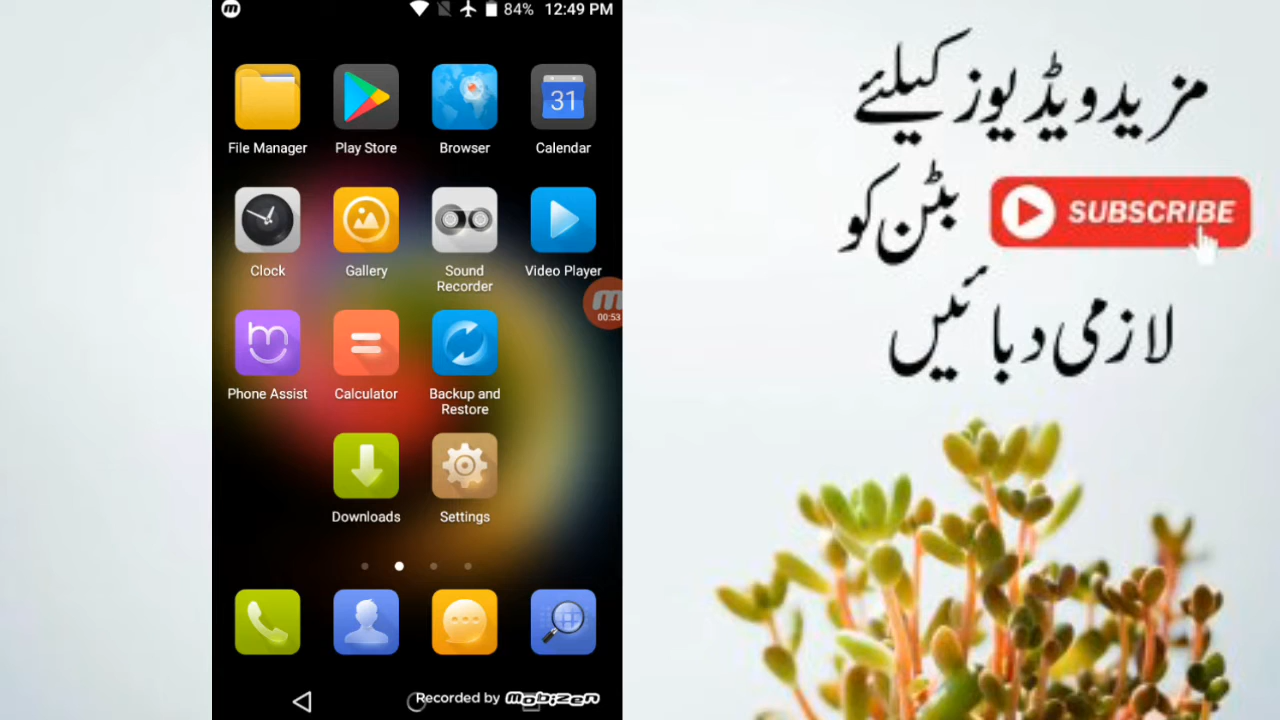 84% 12:49 PM
File Manager Play Store Browser Calendar
31
Clock Gallery Sound Recorder Video Player
00:53
Phone Assist Calculator Backup and Restore
Downloads Settings
Recorded by mobizen
مزید ویڈیوز کیلئے
SUBSCRIBE بٹن کو
لازمی دبائیں